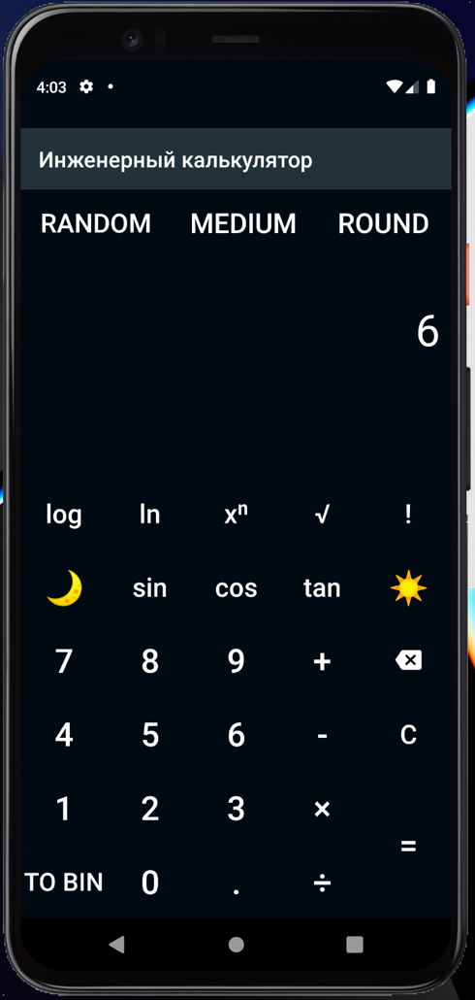 4:03
Инженерный калькулятор
RANDOM MEDIUM ROUND
6
log ln xⁿ √ !
sin cos tan
7 8 9 +
4 5 6 - C
1 2 3 ×
=
TO BIN 0 . ÷